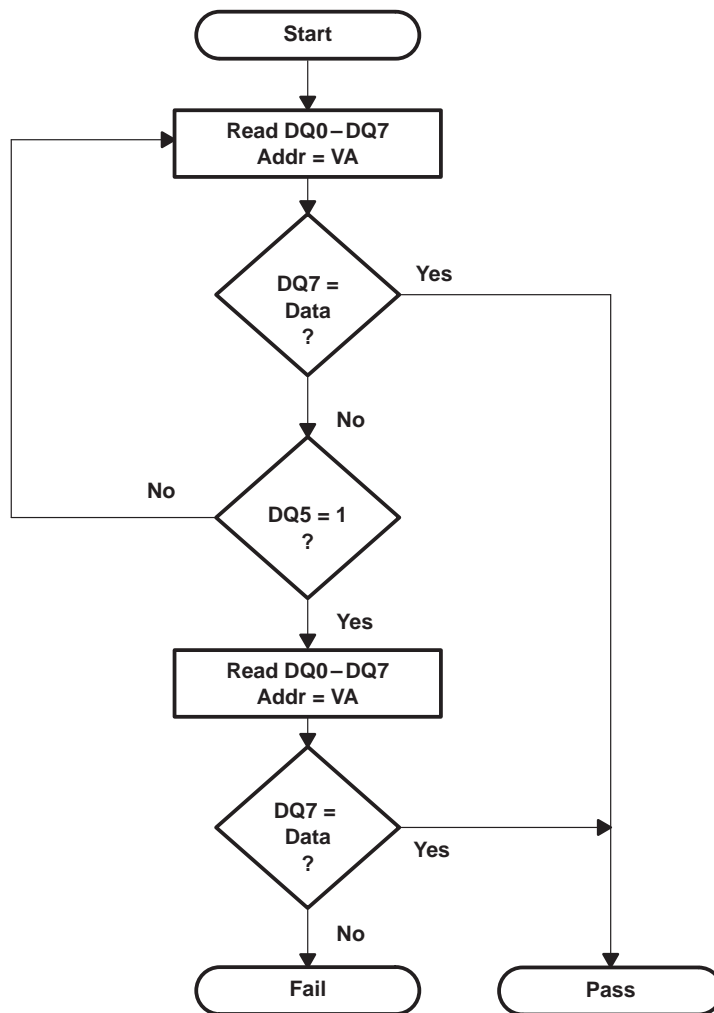 Start
Read DQ0–DQ7
Addr = VA
DQ7 =
Data
?
Yes
No
DQ5 = 1
?
No
Yes
Read DQ0–DQ7
Addr = VA
DQ7 =
Data
?
Yes
No
Fail
Pass